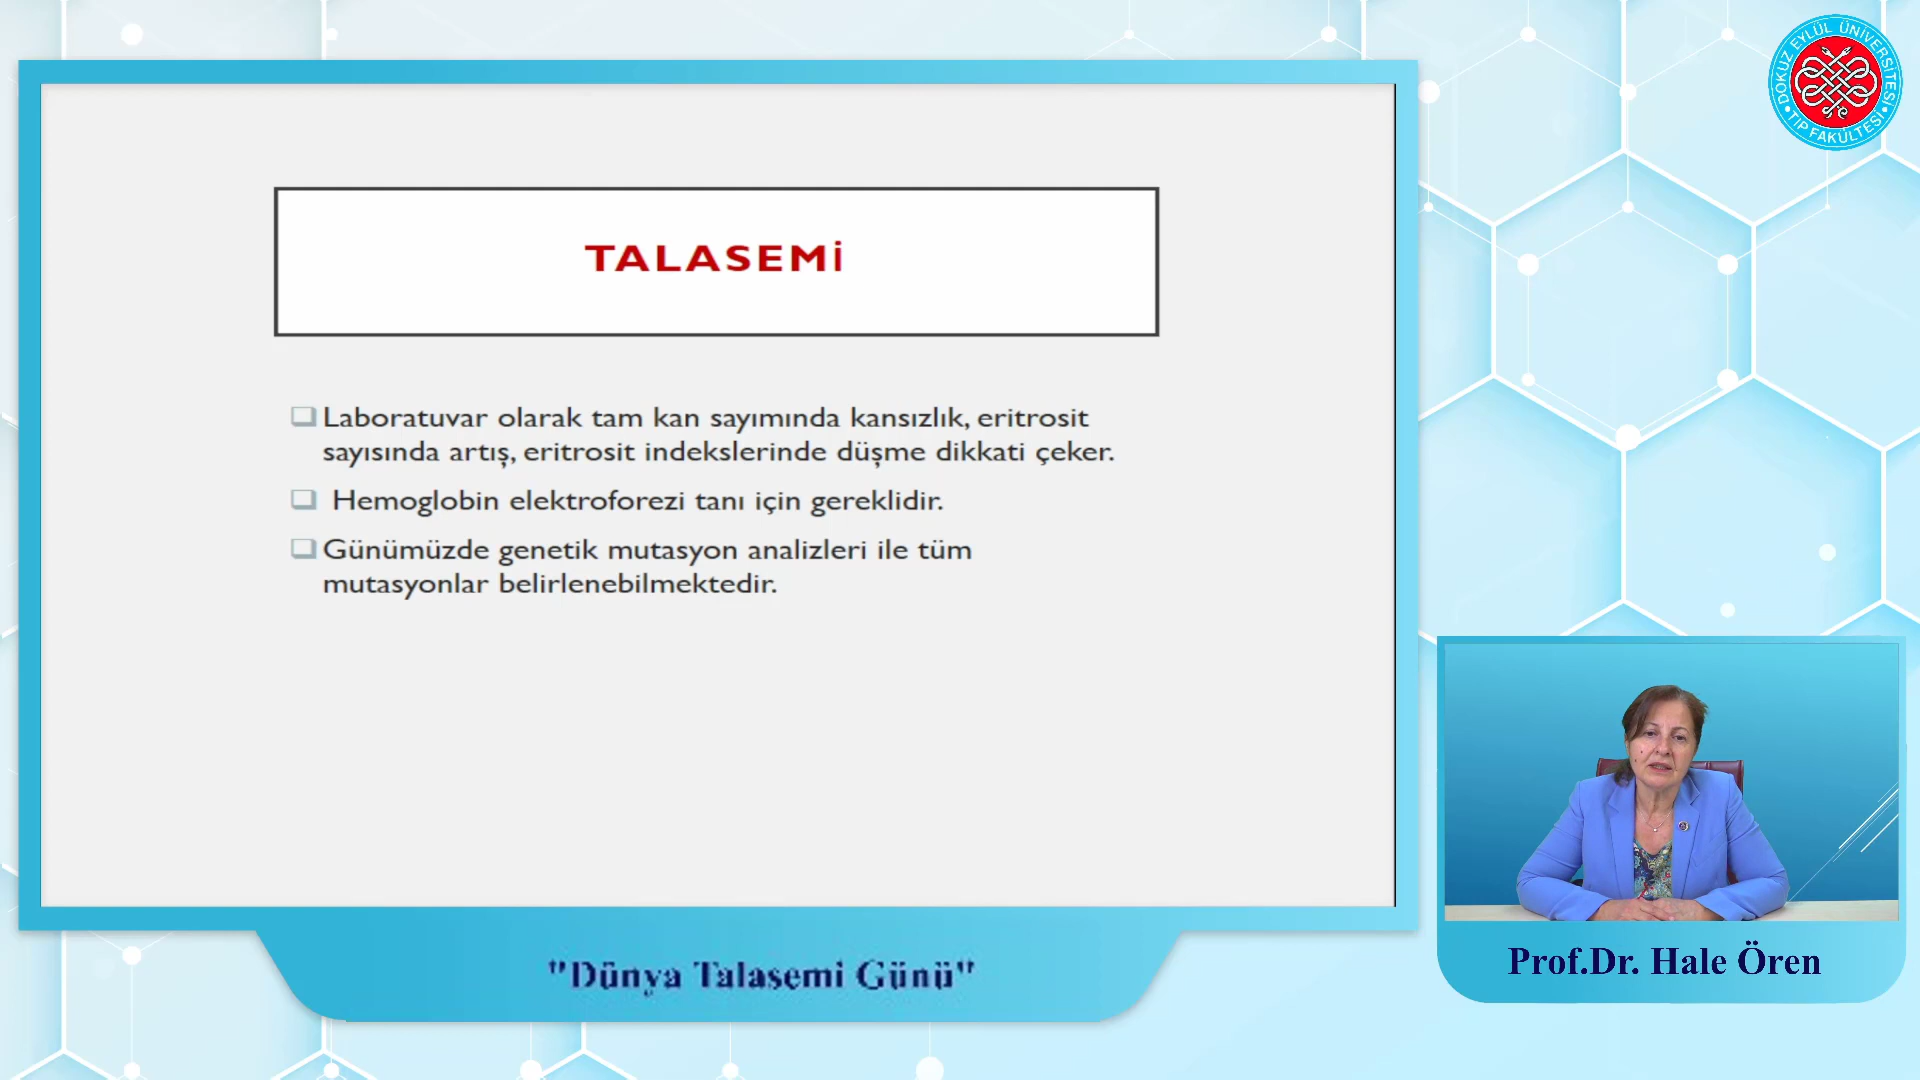 DOKUZ EYLÜL ÜNİVERSİTESİ
TIP FAKÜLTESİ
TALASEMİ
Laboratuvar olarak tam kan sayımında kansızlık, eritrosit
sayısında artış, eritrosit indekslerinde düşme dikkati çeker.
Hemoglobin elektroforezi tanı için gereklidir.
Günümüzde genetik mutasyon analizleri ile tüm
mutasyonlar belirlenebilmektedir.
"Dünya Talasemi Günü"
Prof.Dr. Hale Ören